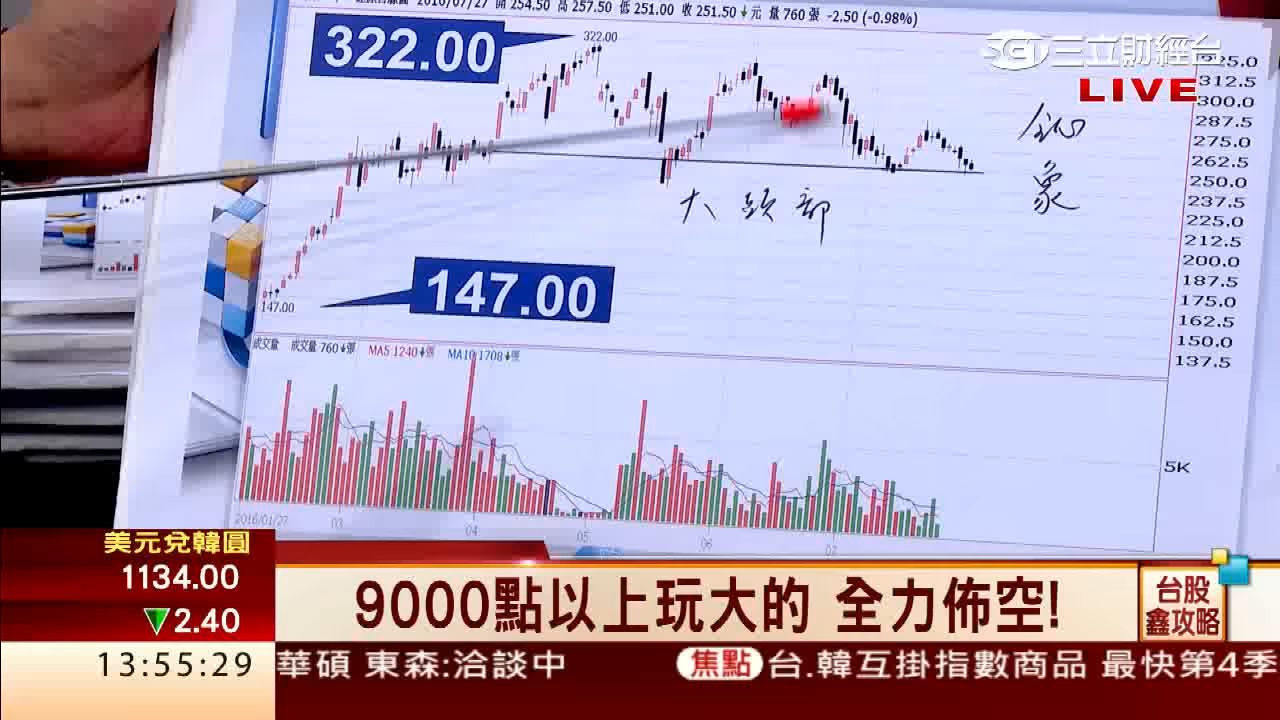 2016/07/27 開 254.50 高 257.50 低 251.00 收 251.50↓元 量 760 張 -2.50 (-0.98%)
322.00
322.00
三立財經台
LIVE
325.0
312.5
300.0
287.5
275.0
262.5
250.0
237.5
225.0
212.5
200.0
187.5
175.0
162.5
150.0
137.5
象
大頭部
147.00
147.00
成交量 成交量 760↓張 MA5 1240↓張 MA10 1708↓張
5K
2016/01/27 03 04 05 06 07
美元兌韓圓
1134.00
▼2.40
13:55:29
9000點以上玩大的 全力佈空!
台股
鑫攻略
華碩 東森:洽談中 焦點 台.韓互掛指數商品 最快第4季